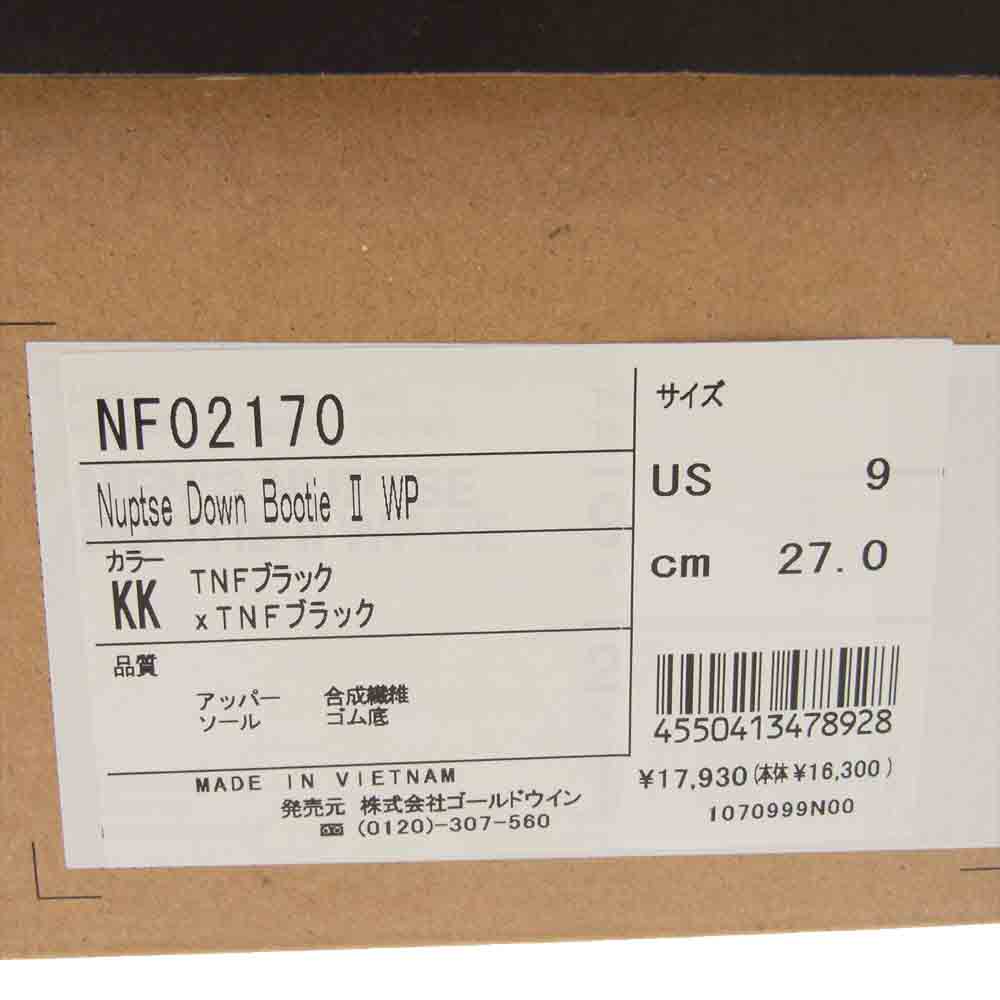 NF02170
Nuptse Down Bootie Ⅱ WP
カラー
KK TNFブラック
xTNFブラック
品質
アッパー 合成繊維
ソール ゴム底
MADE IN VIETNAM
発売元 株式会社ゴールドウイン
(0120)-307-560
サイズ
US 9
cm 27.0
4550413478928
¥17,930(本体¥16,300)
1070999N00